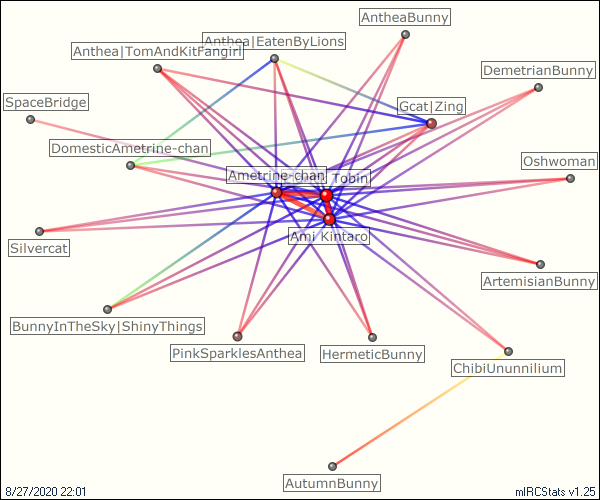 AntheaBunny
Anthea|EatenByLions
Anthea|TomAndKitFangirl
DemetrianBunny
SpaceBridge
Gcat|Zing
DomesticAmetrine-chan
Oshwoman
Ametrine-chan
Tobin
Ami Kintaro
Silvercat
ArtemisianBunny
BunnyInTheSky|ShinyThings
PinkSparklesAnthea
HermeticBunny
ChibiUnunnilium
AutumnBunny
8/27/2020 22:01
mIRCStats v1.25